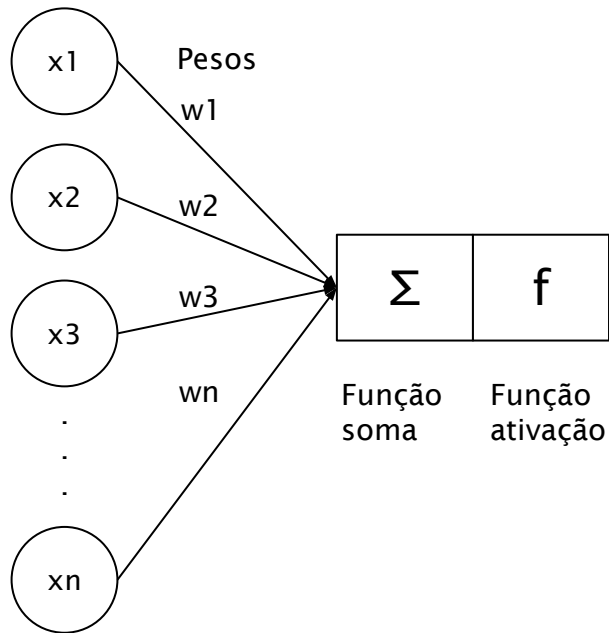 x1
Pesos
w1
x2
w2
x3
w3
Σ
f
wn
Função
soma
Função
ativação
.
.
.
xn